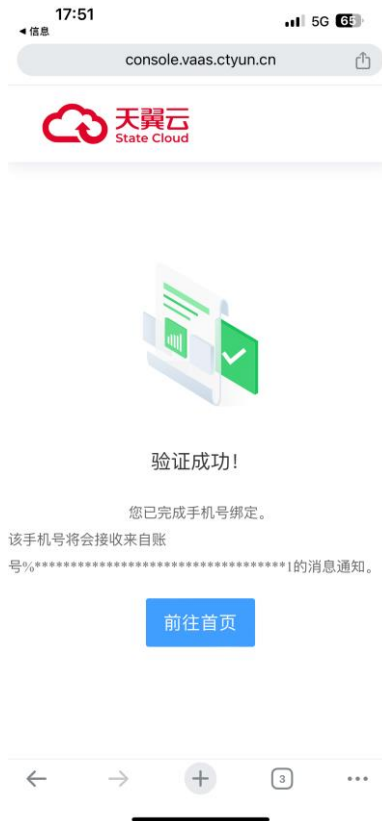 17:51
5G 65
◀信息
console.vaas.ctyun.cn
天翼云
State Cloud
验证成功!
您已完成手机号绑定。
该手机号将会接收来自账
号%***********************************1的消息通知。
前往首页
3